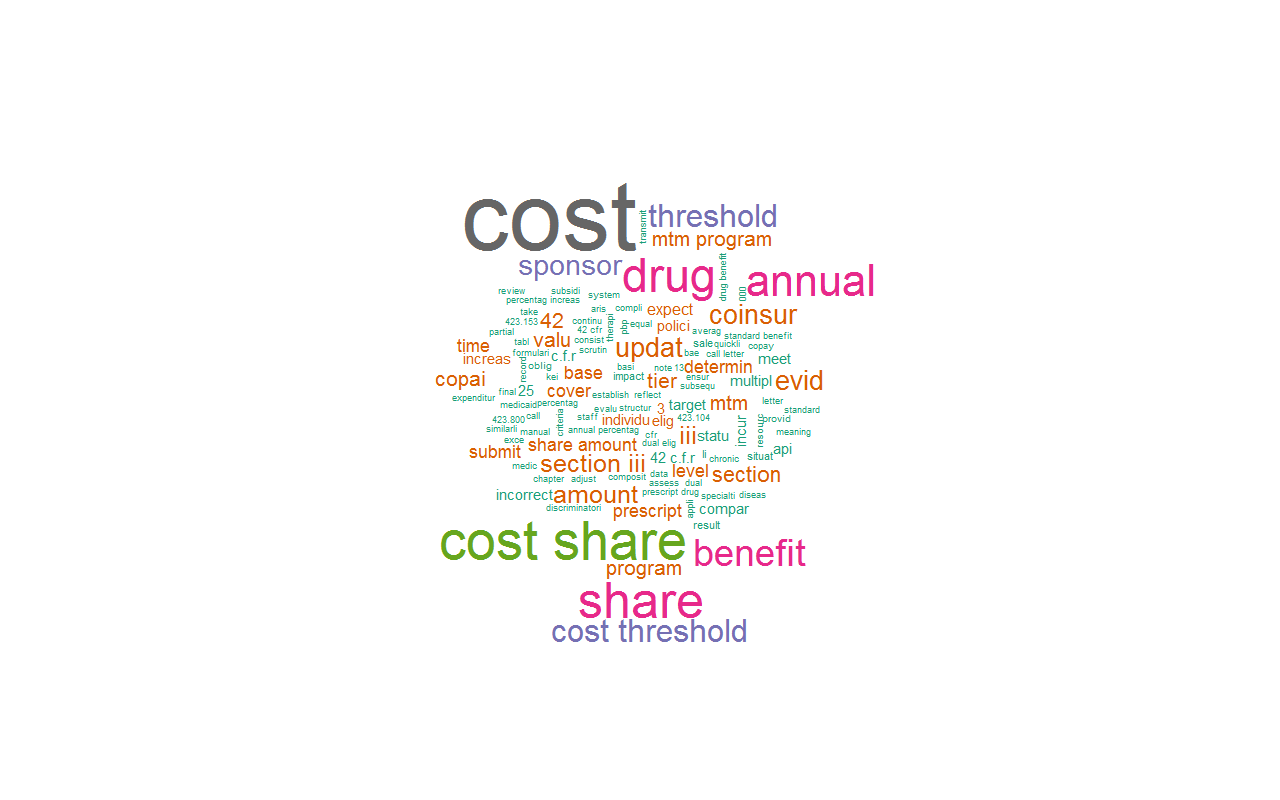 cost
transmit
threshold
mtm program
sponsor
drug
drug benefit
000
annual
review
subsidi
system
percentag increas
take
aris
compli
expect
coinsur
423.153
42
continu
42 cfr
therapi
pbp
equal
polici
averag
partial
time
tabl
valu
consist
updat
standard benefit
sale
quickli
copay
increas
formulari
c.f.r
scrutin
bae
call letter
meet
oblig
record
basi
note 13
determin
copai
kei
base
impact
tier
ensur
subsequ
multipl
evid
expenditur
final
25
cover
establish
reflect
medicaid
percentag
evalu
structur
3
target
mtm
letter
standard
423.800
call
criteria
staff
individu
elig
423.104
incur
resourc
provid
similarli
manual
annual percentag
cfr
iii
statu
meaning
exce
share amount
dual elig
submit
section iii
42 c.f.r
li
chronic
situat
api
medic
chapter
adjust
composit
data
level
section
assess
dual
incorrect
amount
prescript drug
specialti
diseas
discriminatori
prescript
appli
compar
result
cost share
benefit
program
share
cost threshold